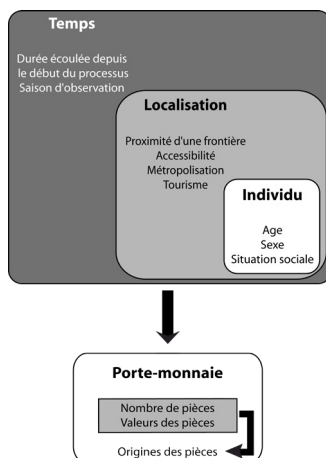 Temps
Durée écoulée depuis
le début du processus
Saison d'observation
Localisation
Proximité d'une frontière
Accessibilité
Métropolisation
Tourisme
Individu
Age
Sexe
Situation sociale
Porte-monnaie
Nombre de pièces
Valeurs des pièces
Origines des pièces